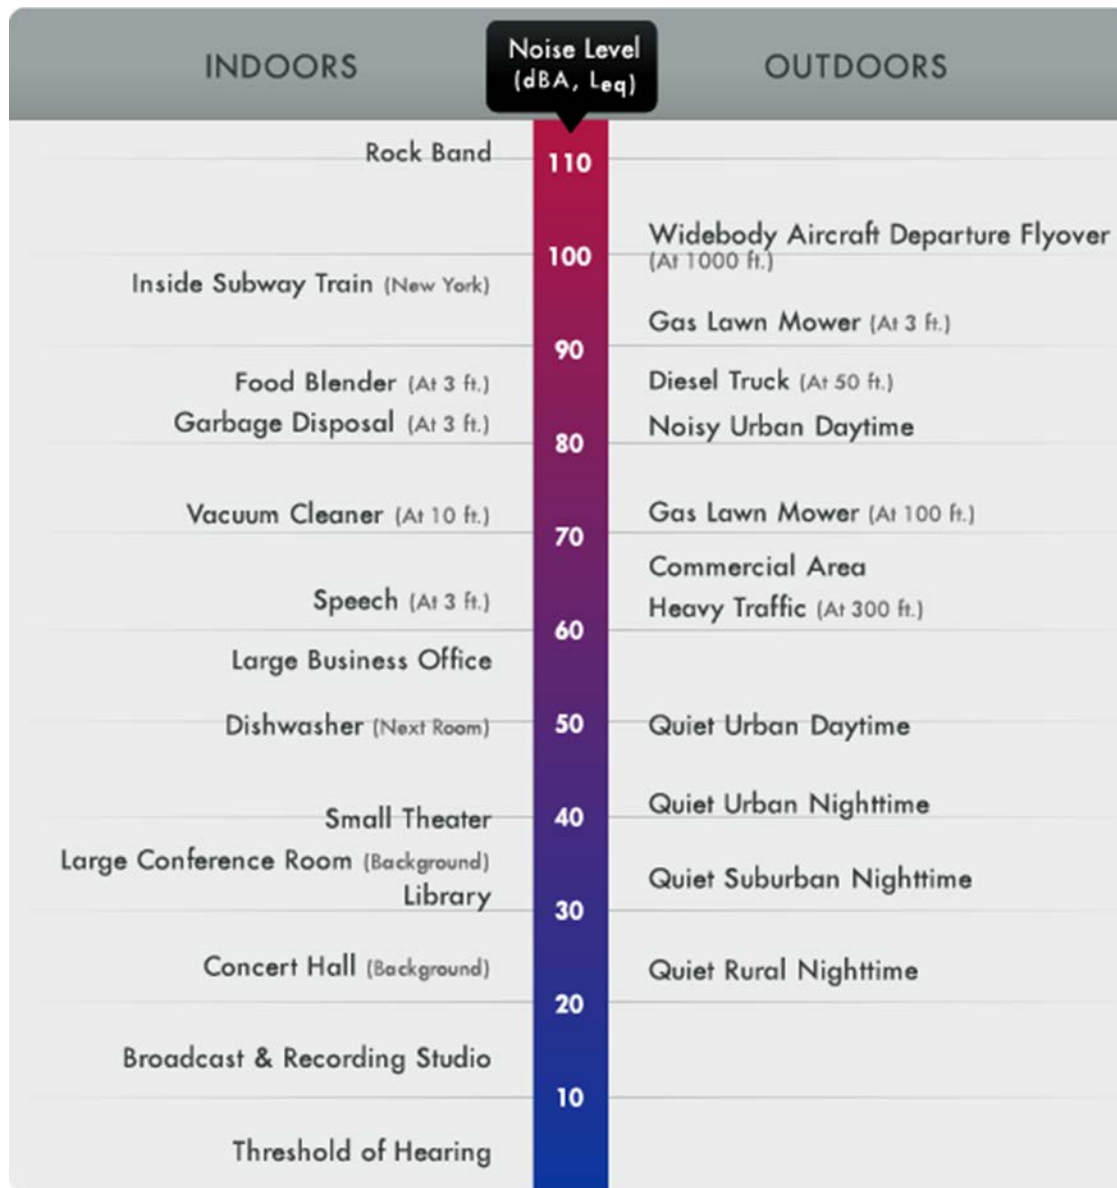 INDOORS
Noise Level
(dBA, Leq)
OUTDOORS
Rock Band
110
Widebody Aircraft Departure Flyover
(At 1000 ft.)
100
Inside Subway Train (New York)
Gas Lawn Mower (At 3 ft.)
90
Food Blender (At 3 ft.)
Diesel Truck (At 50 ft.)
Garbage Disposal (At 3 ft.)
Noisy Urban Daytime
80
Vacuum Cleaner (At 10 ft.)
Gas Lawn Mower (At 100 ft.)
70
Commercial Area
Speech (At 3 ft.)
Heavy Traffic (At 300 ft.)
60
Large Business Office
Dishwasher (Next Room)
50
Quiet Urban Daytime
Quiet Urban Nighttime
Small Theater
40
Large Conference Room (Background)
Quiet Suburban Nighttime
Library
30
Concert Hall (Background)
Quiet Rural Nighttime
20
Broadcast & Recording Studio
10
Threshold of Hearing